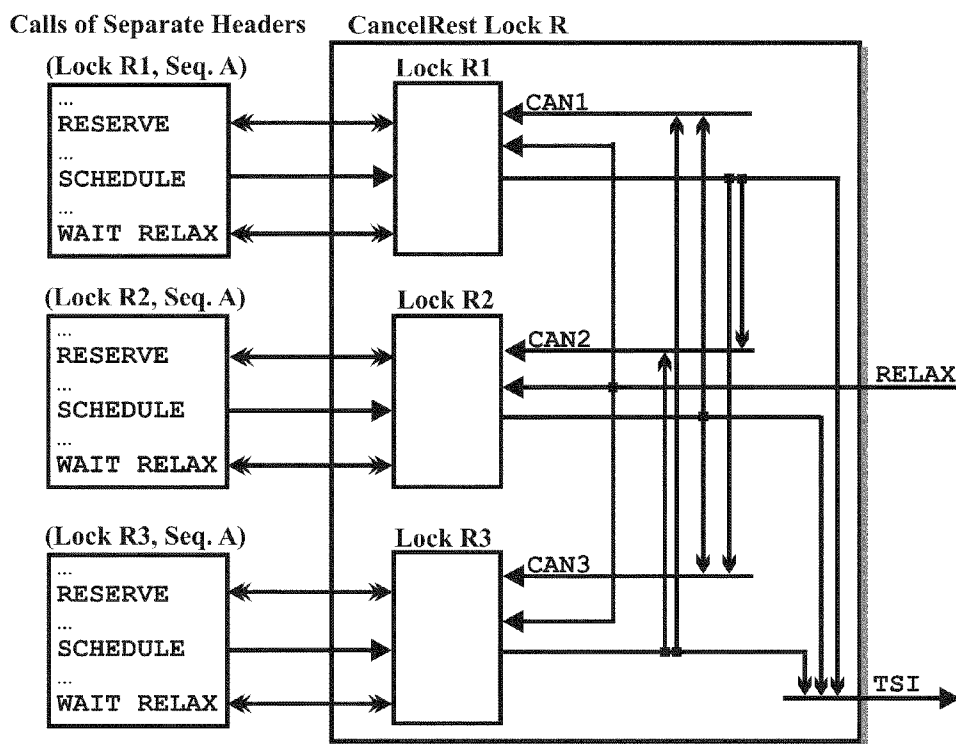 Calls of Separate Headers
CancelRest Lock R
(Lock R1, Seq. A)
...
RESERVE
...
SCHEDULE
...
WAIT RELAX
Lock R1
CAN1
(Lock R2, Seq. A)
...
RESERVE
...
SCHEDULE
...
WAIT RELAX
Lock R2
CAN2
RELAX
(Lock R3, Seq. A)
...
RESERVE
...
SCHEDULE
...
WAIT RELAX
Lock R3
CAN3
TSI